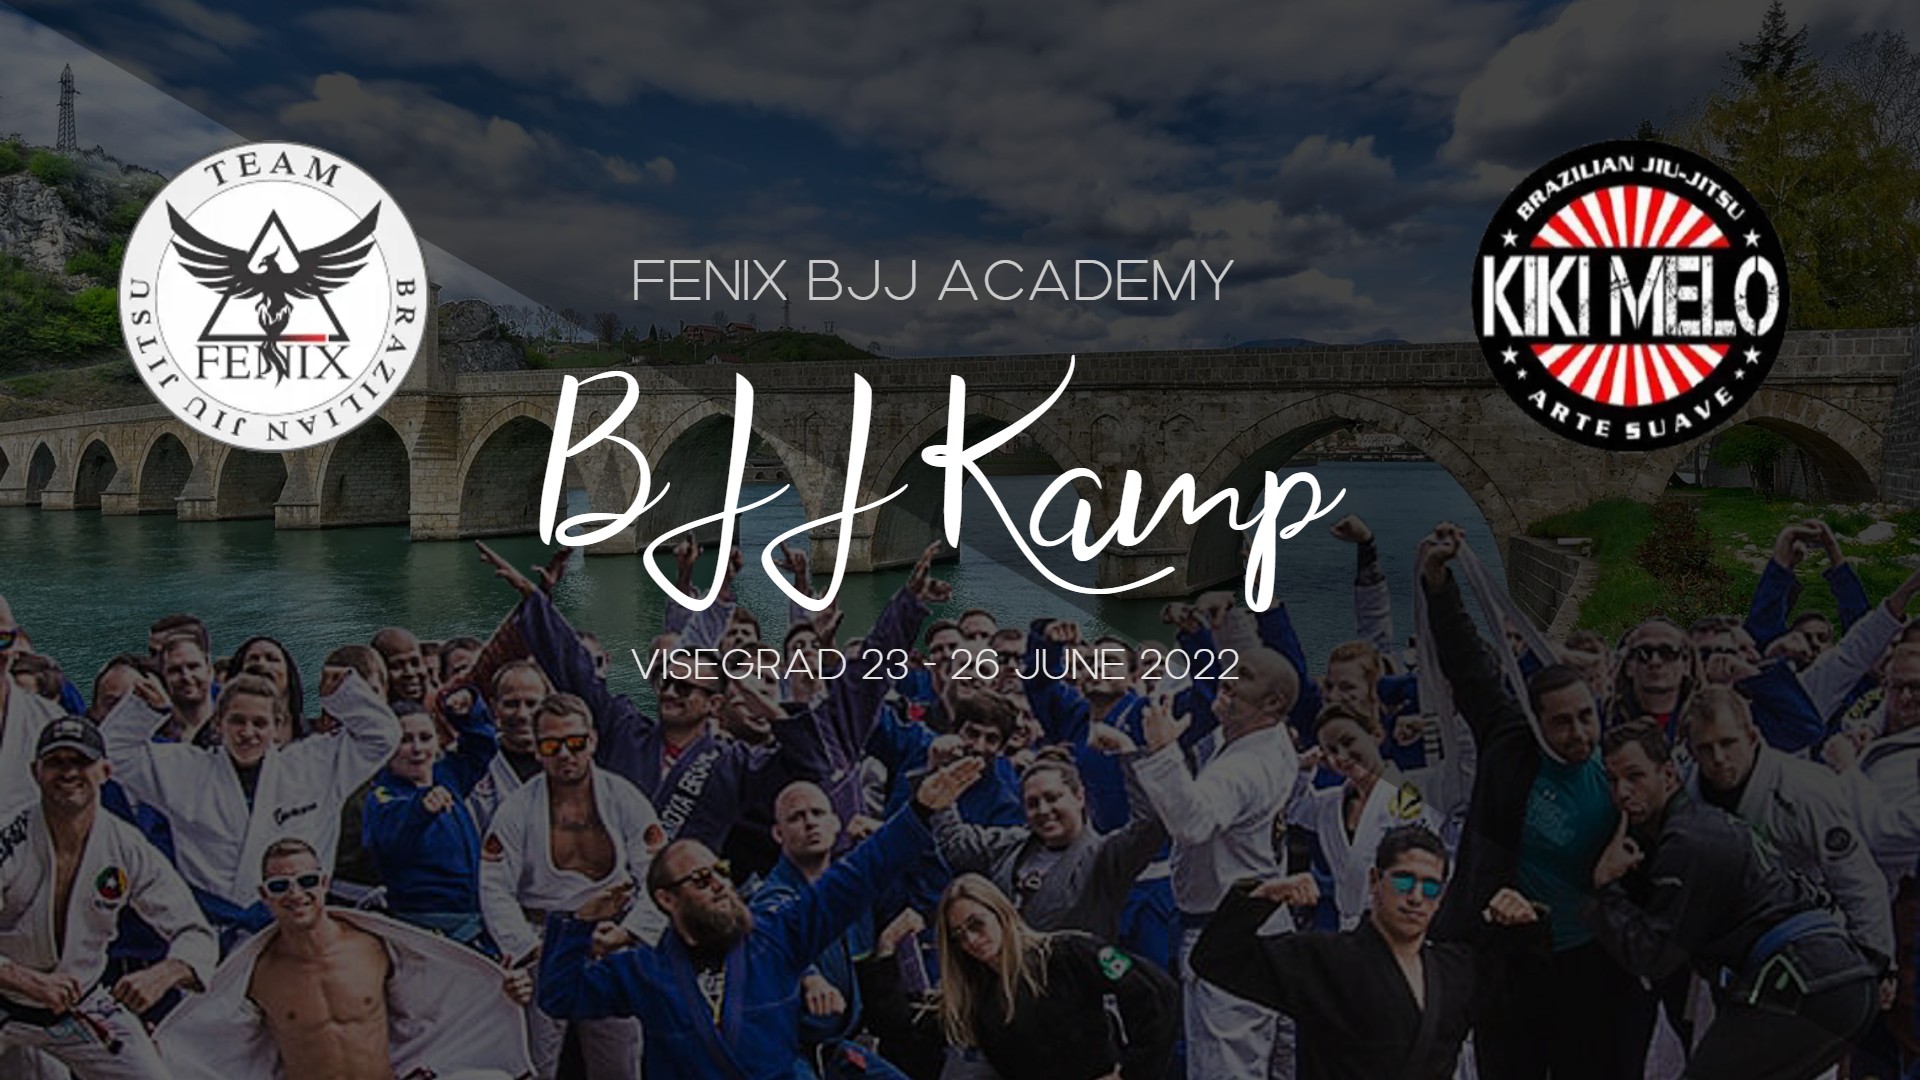 TEAM
FENIX
BRAZILIAN JIU JITSU
BRAZILIAN JIU-JITSU
KIKI MELO
ARTE SUAVE
FENIX BJJ ACADEMY
BJJ Kamp
VISEGRAD 23 - 26 JUNE 2022